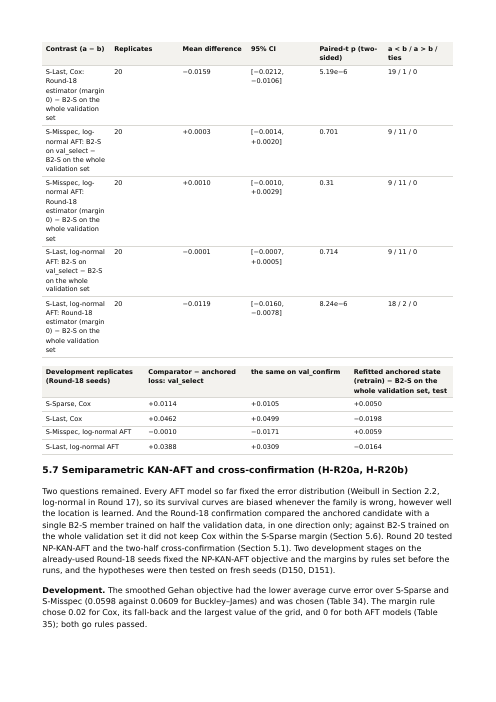 Contrast (a − b) Replicates Mean difference 95% CI Paired-t p (two-sided) a < b / a > b / ties
S-Last, Cox: Round-18 estimator (margin 0) − B2-S on the whole validation set 20 −0.0159 [−0.0212, −0.0106] 5.19e−6 19 / 1 / 0
S-Misspec, log-normal AFT: B2-S on val_select − B2-S on the whole validation set 20 +0.0003 [−0.0014, +0.0020] 0.701 9 / 11 / 0
S-Misspec, log-normal AFT: Round-18 estimator (margin 0) − B2-S on the whole validation set 20 +0.0010 [−0.0010, +0.0029] 0.31 9 / 11 / 0
S-Last, log-normal AFT: B2-S on val_select − B2-S on the whole validation set 20 −0.0001 [−0.0007, +0.0005] 0.714 9 / 11 / 0
S-Last, log-normal AFT: Round-18 estimator (margin 0) − B2-S on the whole validation set 20 −0.0119 [−0.0160, −0.0078] 8.24e−6 18 / 2 / 0
Development replicates (Round-18 seeds) Comparator − anchored loss: val_select the same on val_confirm Refitted anchored state (retrain) − B2-S on the whole validation set, test
S-Sparse, Cox +0.0114 +0.0105 +0.0050
S-Last, Cox +0.0462 +0.0499 −0.0198
S-Misspec, log-normal AFT −0.0010 −0.0171 +0.0059
S-Last, log-normal AFT +0.0388 +0.0309 −0.0164
5.7 Semiparametric KAN-AFT and cross-confirmation (H-R20a, H-R20b)
Two questions remained. Every AFT model so far fixed the error distribution (Weibull in Section 2.2,
log-normal in Round 17), so its survival curves are biased whenever the family is wrong, however well
the location is learned. And the Round-18 confirmation compared the anchored candidate with a
single B2-S member trained on half the validation data, in one direction only; against B2-S trained on
the whole validation set it did not keep Cox within the S-Sparse margin (Section 5.6). Round 20 tested
NP-KAN-AFT and the two-half cross-confirmation (Section 5.1). Two development stages on the
already-used Round-18 seeds fixed the NP-KAN-AFT objective and the margins by rules set before the
runs, and the hypotheses were then tested on fresh seeds (D150, D151).
Development. The smoothed Gehan objective had the lower average curve error over S-Sparse and
S-Misspec (0.0598 against 0.0609 for Buckley–James) and was chosen (Table 34). The margin rule
chose 0.02 for Cox, its fall-back and the largest value of the grid, and 0 for both AFT models (Table
35); both go rules passed.